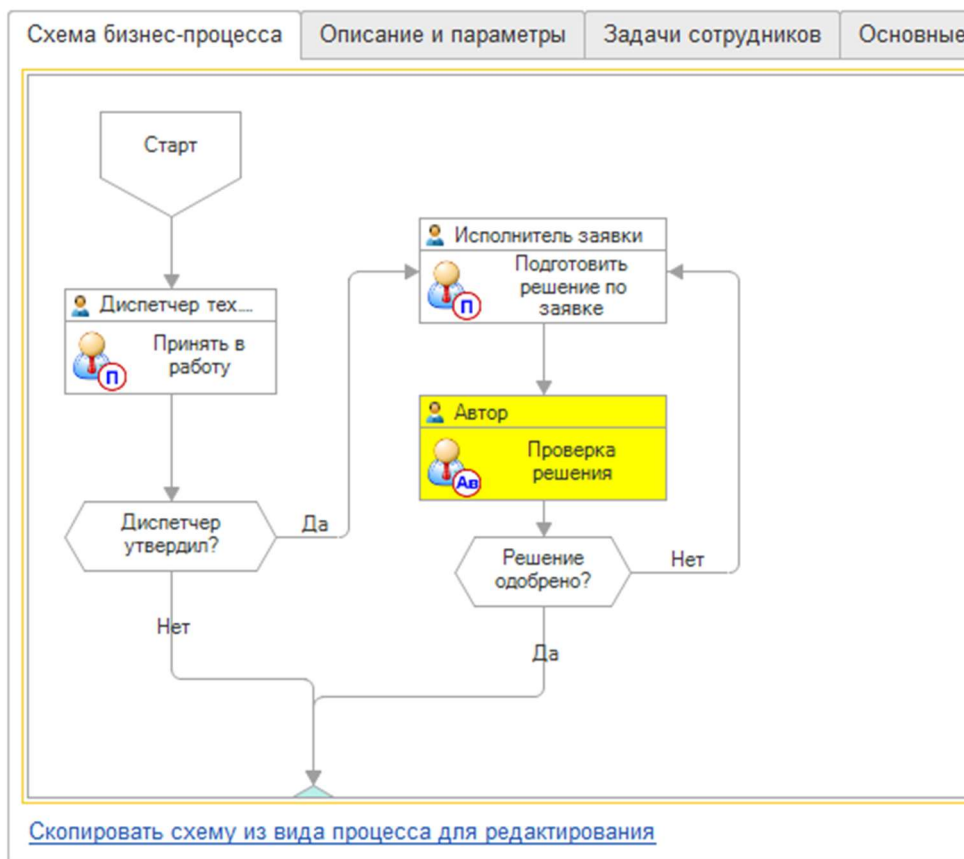 Схема бизнес-процесса
Описание и параметры
Задачи сотрудников
Основные
Старт
Диспетчер тех....
П
Принять в
работу
Диспетчер
утвердил?
Да
Нет
Исполнитель заявки
П
Подготовить
решение по
заявке
Автор
Ав
Проверка
решения
Решение
одобрено?
Нет
Да
Скопировать схему из вида процесса для редактирования